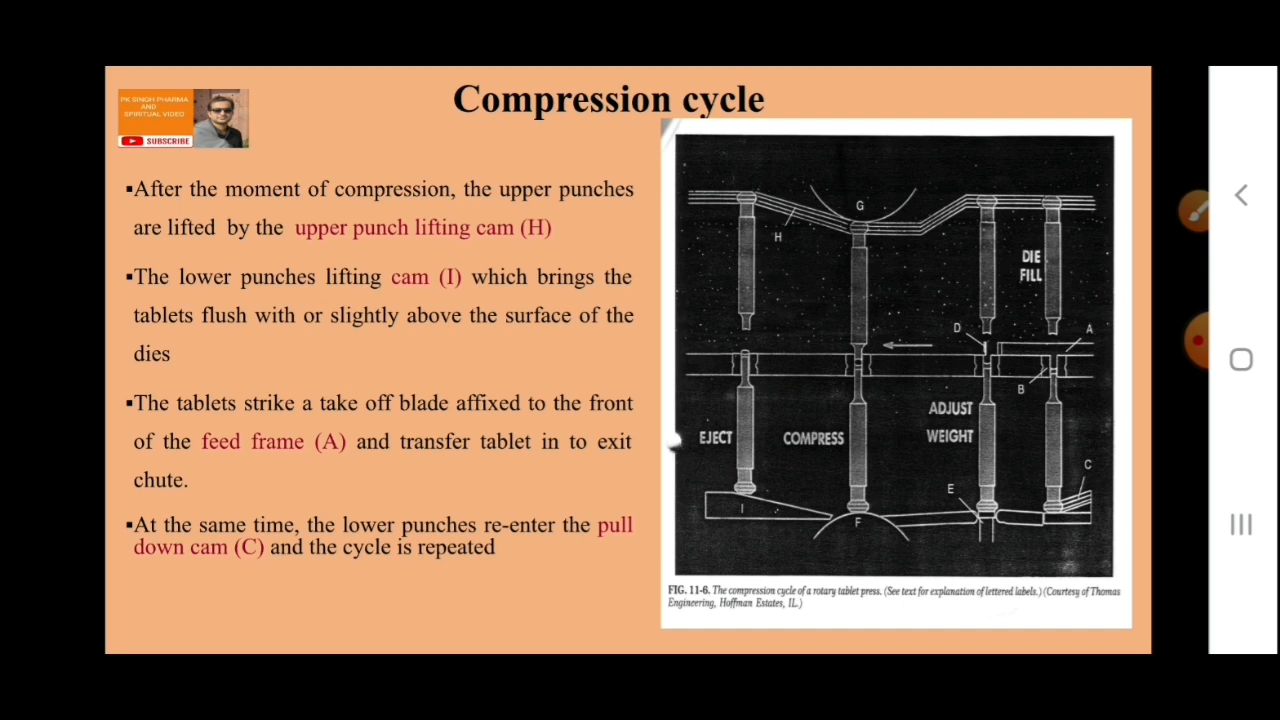 PK SINGH PHARMA
AND
SPIRITUAL VIDEO
SUBSCRIBE
Compression cycle
▪After the moment of compression, the upper punches
are lifted by the upper punch lifting cam (H)
▪The lower punches lifting cam (I) which brings the
tablets flush with or slightly above the surface of the
dies
▪The tablets strike a take off blade affixed to the front
of the feed frame (A) and transfer tablet in to exit
chute.
▪At the same time, the lower punches re-enter the pull
down cam (C) and the cycle is repeated
G
H
DIE
FILL
D
A
B
ADJUST
WEIGHT
EJECT
COMPRESS
C
E
I
F
FIG. 11-6. The compression cycle of a rotary tablet press. (See text for explanation of lettered labels.) (Courtesy of Thomas
Engineering, Hoffman Estates, IL.)